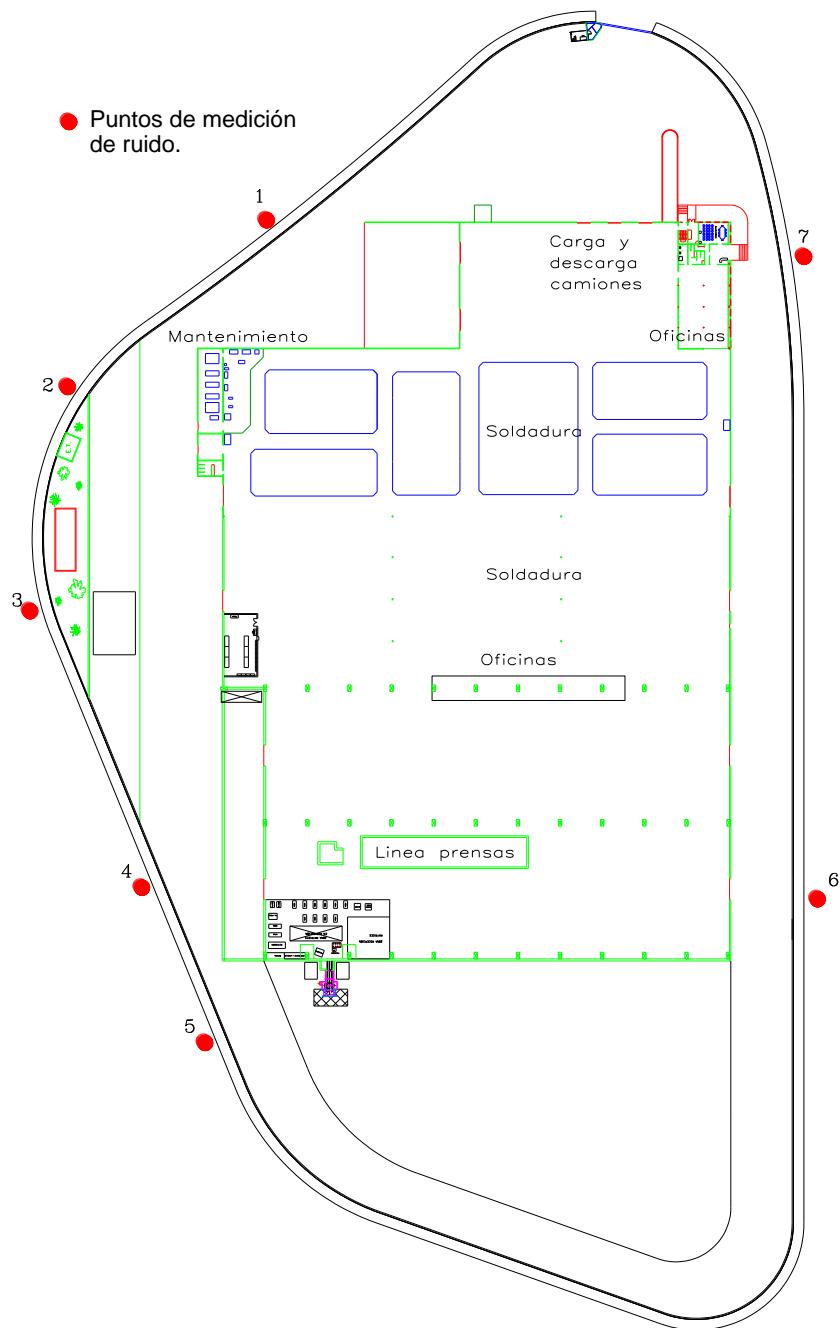 Puntos de medición
de ruido.
1
7
Carga y
descarga
camiones
Mantenimiento
Oficinas
2
Soldadura
Soldadura
3
Oficinas
Linea prensas
4
6
5